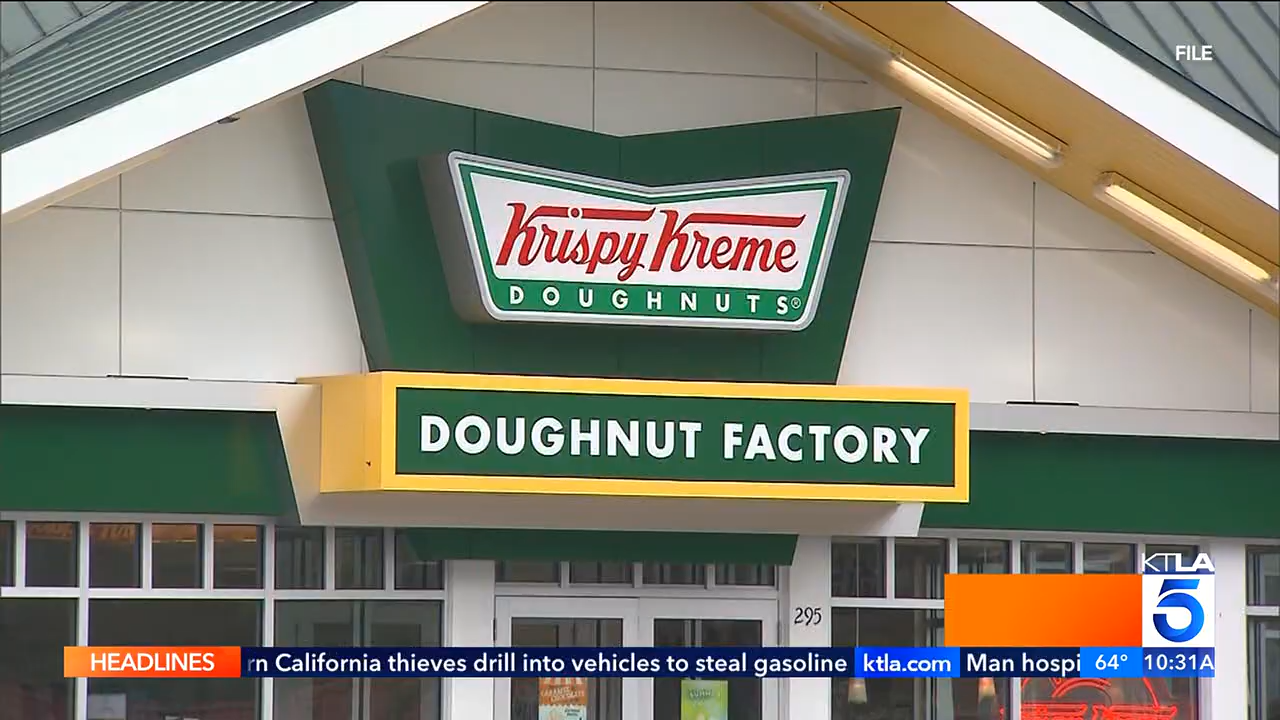 FILE
Krispy Kreme
DOUGHNUTS®
DOUGHNUT FACTORY
295
KTLA
5
HEADLINES
rn California thieves drill into vehicles to steal gasoline ktla.com Man hospi
64° 10:31A